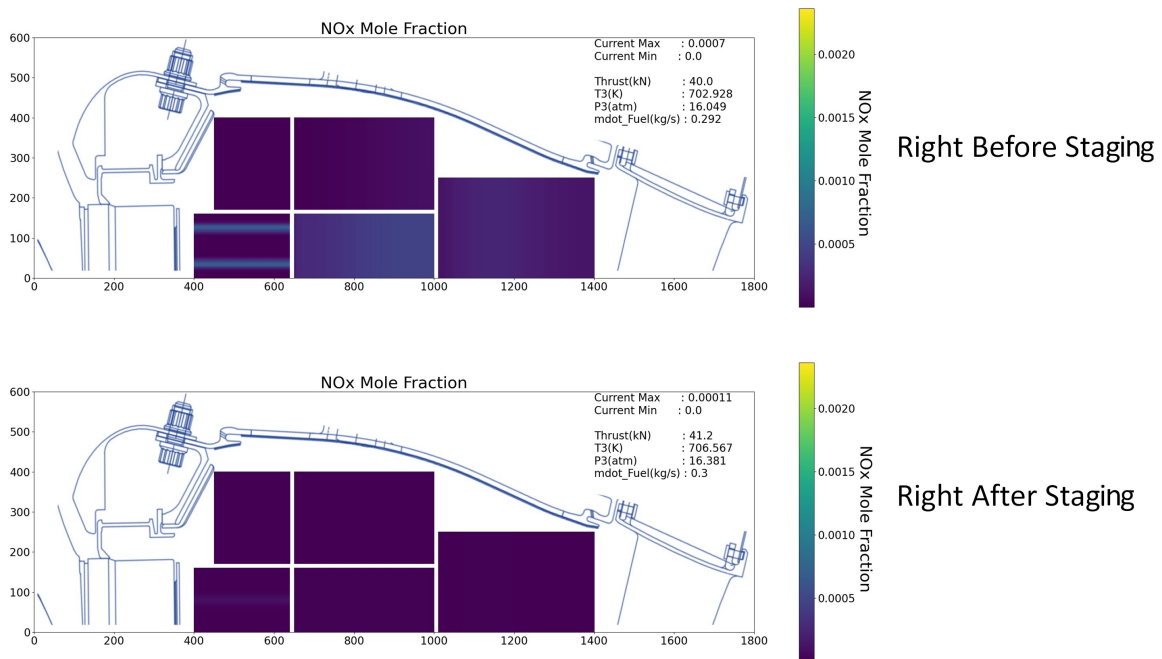 NOx Mole Fraction
600
500
400
300
200
100
0
0 200 400 600 800 1000 1200 1400 1600 1800
Current Max : 0.0007
Current Min : 0.0
Thrust(kN) : 40.0
T3(K) : 702.928
P3(atm) : 16.049
mdot_Fuel(kg/s) : 0.292
0.0020
0.0015
0.0010
0.0005
NOx Mole Fraction
Right Before Staging
NOx Mole Fraction
600
500
400
300
200
100
0
0 200 400 600 800 1000 1200 1400 1600 1800
Current Max : 0.00011
Current Min : 0.0
Thrust(kN) : 41.2
T3(K) : 706.567
P3(atm) : 16.381
mdot_Fuel(kg/s) : 0.3
0.0020
0.0015
0.0010
0.0005
NOx Mole Fraction
Right After Staging